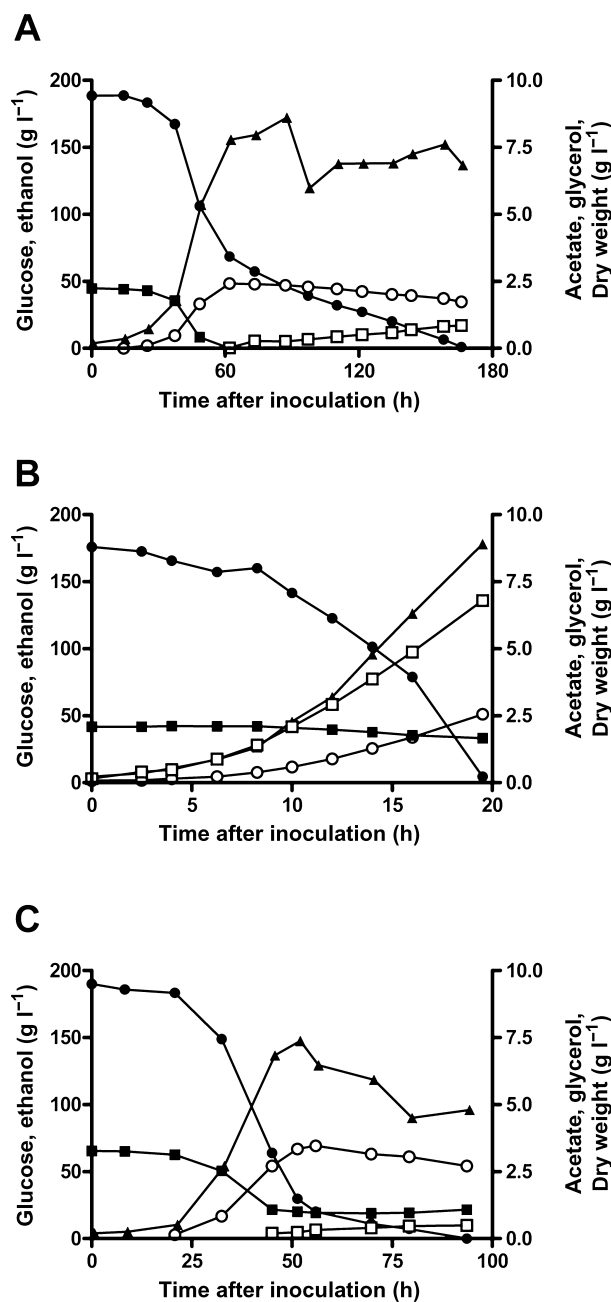 A
200
150
100
50
0
Glucose, ethanol (g l⁻¹)
10.0
7.5
5.0
2.5
0.0
Acetate, glycerol,
Dry weight (g l⁻¹)
0 60 120 180
Time after inoculation (h)
B
200
150
100
50
0
Glucose, ethanol (g l⁻¹)
10.0
7.5
5.0
2.5
0.0
Acetate, glycerol,
Dry weight (g l⁻¹)
0 5 10 15 20
Time after inoculation (h)
C
200
150
100
50
0
Glucose, ethanol (g l⁻¹)
10.0
7.5
5.0
2.5
0.0
Acetate, glycerol,
Dry weight (g l⁻¹)
0 25 50 75 100
Time after inoculation (h)